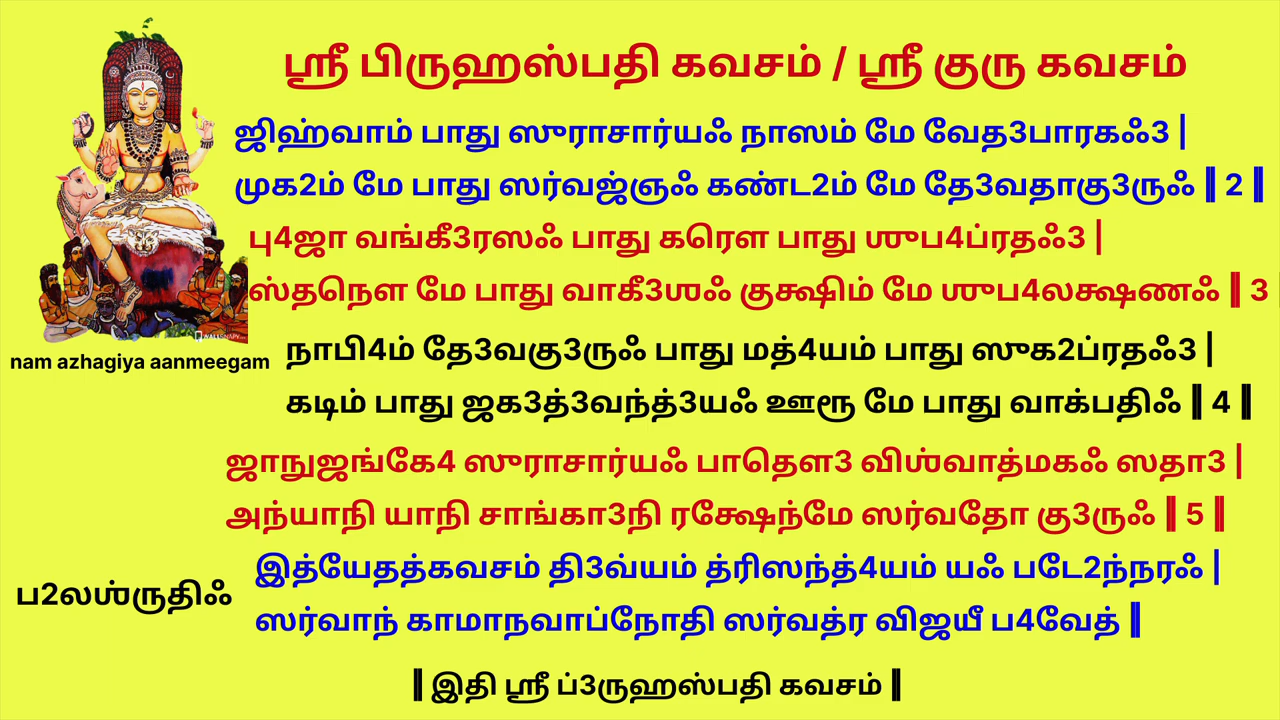 ஸ்ரீ பிருஹஸ்பதி கவசம் / ஸ்ரீ குரு கவசம்
ஜிஹ்வாம் பாது ஸுராசார்யஃ நாஸம் மே வேத3பாரகஃ3 |
முக2ம் மே பாது ஸர்வஜ்ஞஃ கண்ட2ம் மே தே3வதாகு3ருஃ ‖ 2 ‖
பு4ஜா வங்கீ3ரஸஃ பாது கரௌ பாது ஶுப4ப்ரதஃ3 |
ஸ்தநௌ மே பாது வாகீ3ஶஃ குக்ஷிம் மே ஶுப4லக்ஷணஃ ‖ 3
nam azhagiya aanmeegam
நாபி4ம் தே3வகு3ருஃ பாது மத்4யம் பாது ஸுக2ப்ரதஃ3 |
கடிம் பாது ஜக3த்3வந்த்3யஃ ஊரூ மே பாது வாக்பதிஃ ‖ 4 ‖
ஜாநுஜங்கே4 ஸுராசார்யஃ பாதௌ3 விஶ்வாத்மகஃ ஸதா3 |
அந்யாநி யாநி சாங்கா3நி ரக்ஷேந்மே ஸர்வதோ கு3ருஃ ‖ 5 ‖
ப2லஶ்ருதிஃ
இத்யேதத்கவசம் தி3வ்யம் த்ரிஸந்த்4யம் யஃ படே2ந்நரஃ |
ஸர்வாந் காமாநவாப்நோதி ஸர்வத்ர விஜயீ ப4வேத் ‖
‖ இதி ஸ்ரீ ப்3ருஹஸ்பதி கவசம் ‖